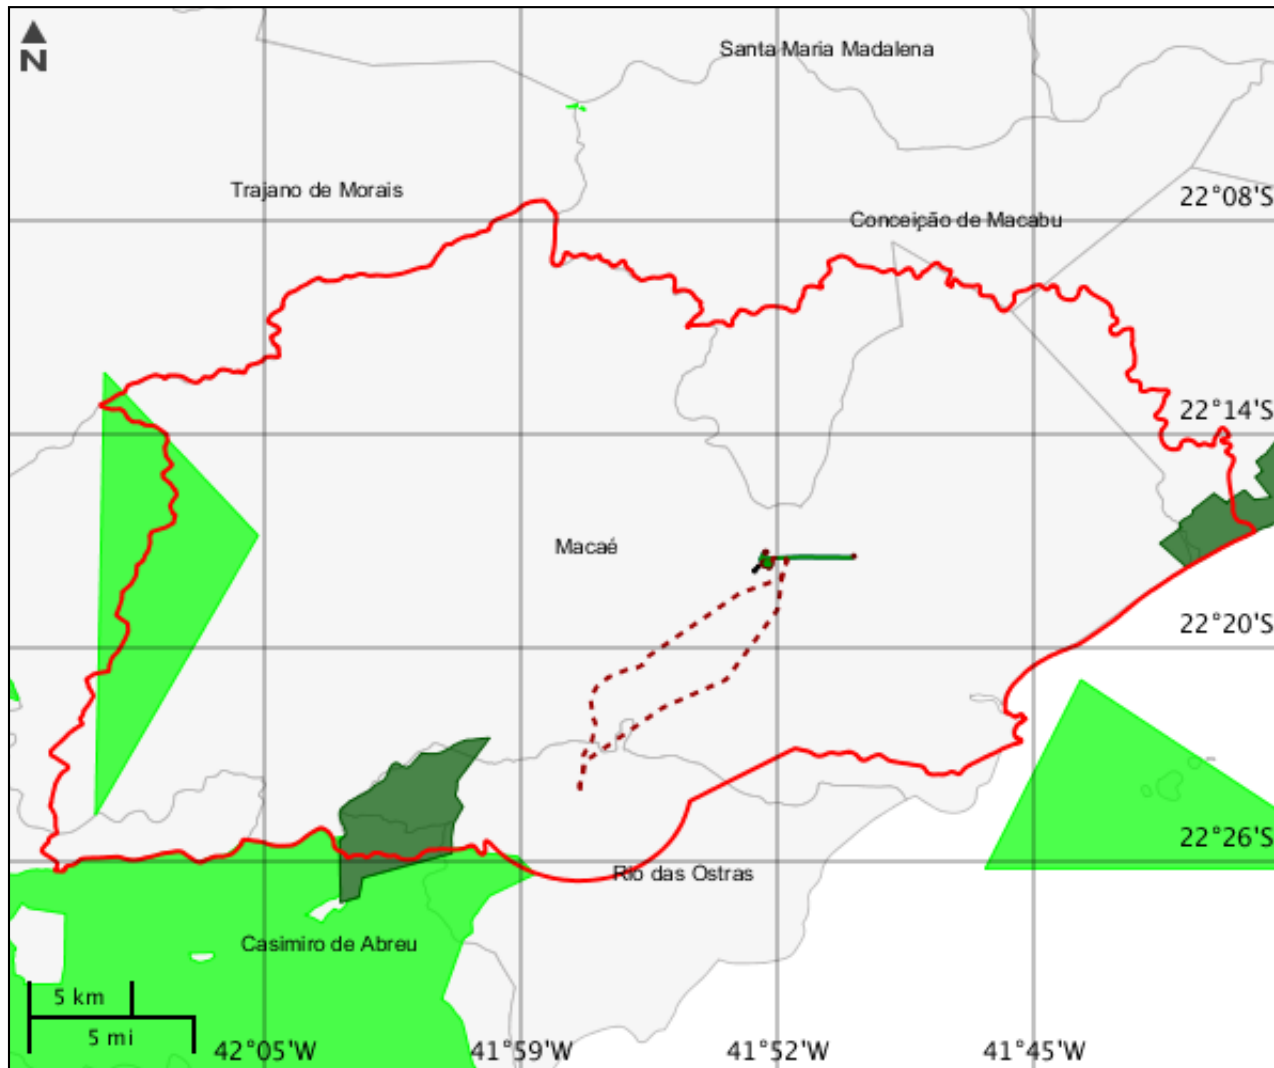 N
Santa Maria Madalena
Trajano de Morais
22°08'S
Conceição de Macabu
22°14'S
Macaé
22°20'S
22°26'S
Rio das Ostras
Casimiro de Abreu
5 km
5 mi
42°05'W
41°59'W
41°52'W
41°45'W